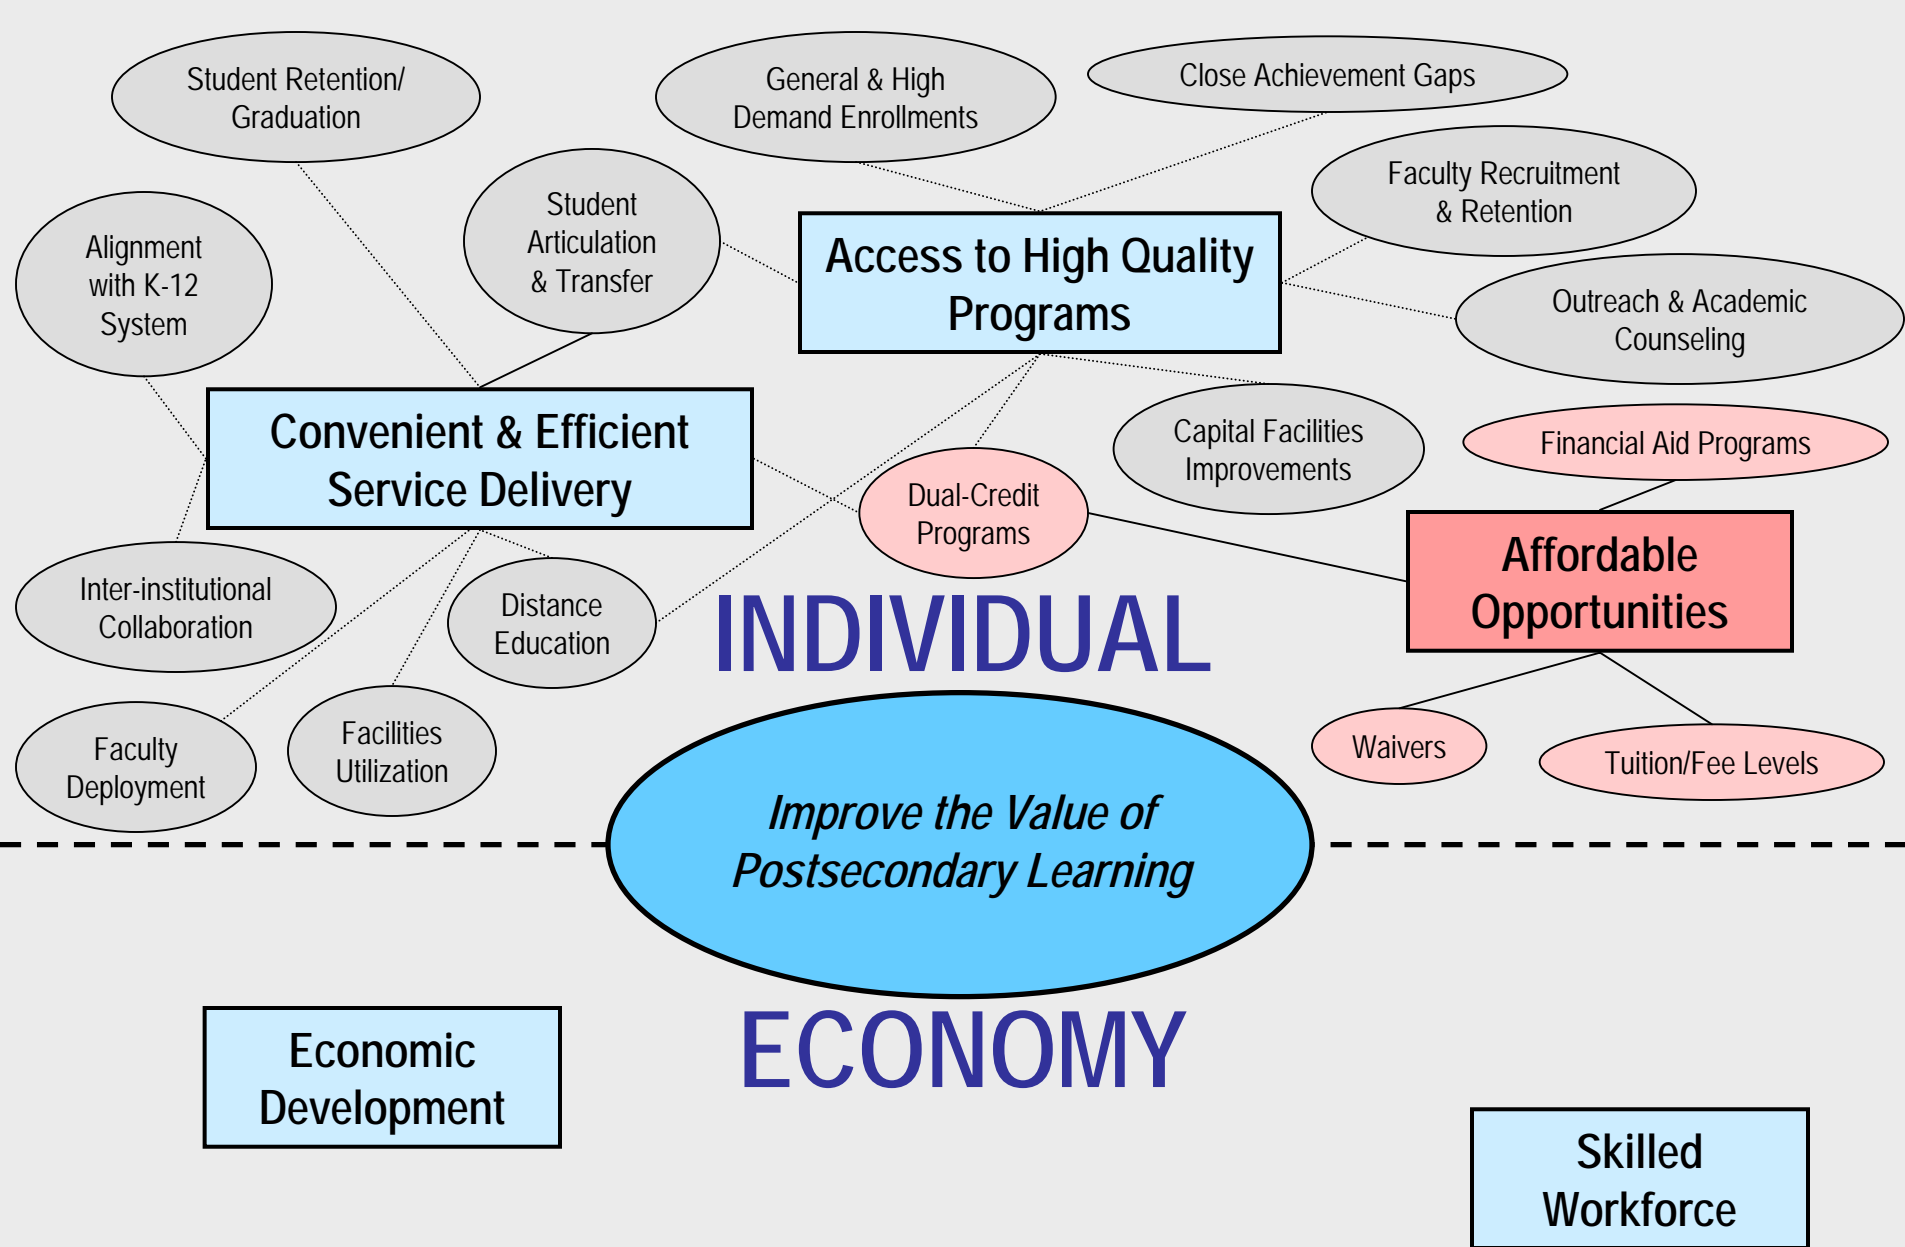 Student Retention/
Graduation
General & High
Demand Enrollments
Close Achievement Gaps
Faculty Recruitment
& Retention
Student
Articulation
& Transfer
Alignment
with K-12
System
Access to High Quality
Programs
Outreach & Academic
Counseling
Convenient & Efficient
Service Delivery
Capital Facilities
Improvements
Financial Aid Programs
Dual-Credit
Programs
Affordable
Opportunities
Inter-institutional
Collaboration
Distance
Education
INDIVIDUAL
Faculty
Deployment
Facilities
Utilization
Waivers
Tuition/Fee Levels
Improve the Value of
Postsecondary Learning
ECONOMY
Economic
Development
Skilled
Workforce